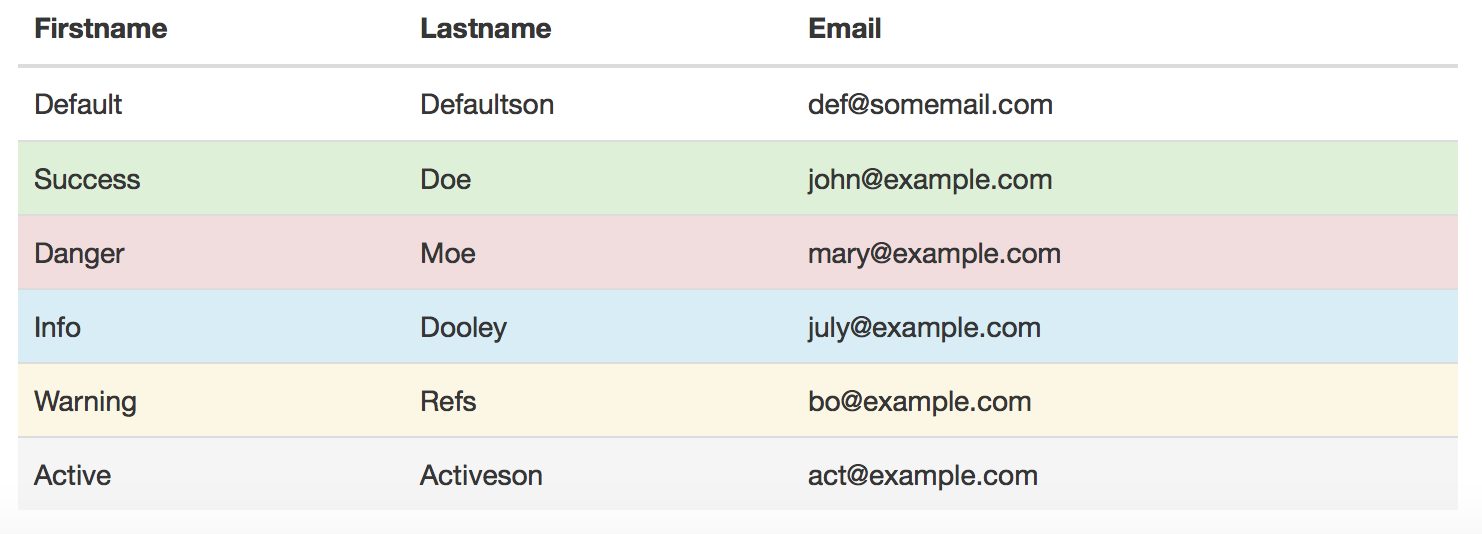 Firstname Lastname Email
Default Defaultson def@somemail.com
Success Doe john@example.com
Danger Moe mary@example.com
Info Dooley july@example.com
Warning Refs bo@example.com
Active Activeson act@example.com